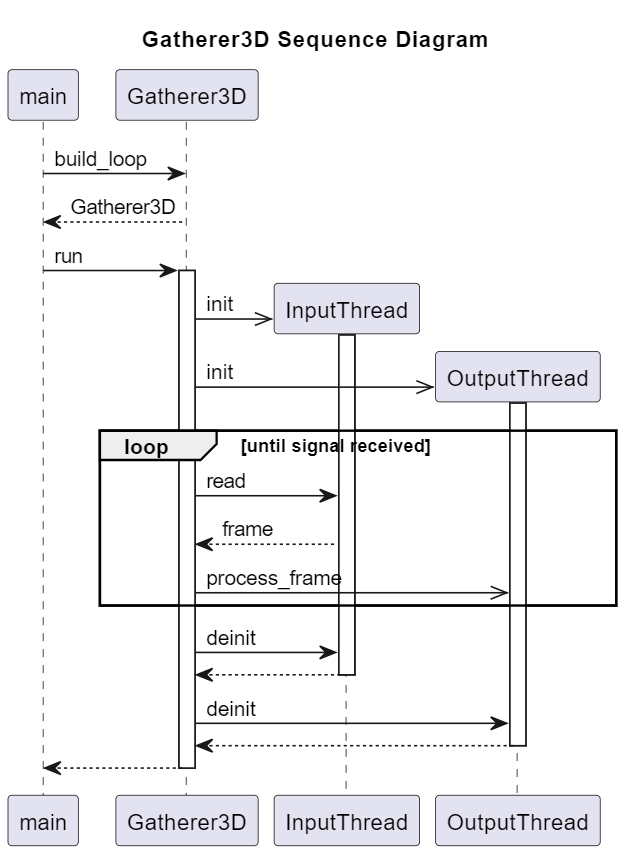 Gatherer3D Sequence Diagram
main
Gatherer3D
build_loop
Gatherer3D
run
init
InputThread
init
OutputThread
loop
[until signal received]
read
frame
process_frame
deinit
deinit
main
Gatherer3D
InputThread
OutputThread